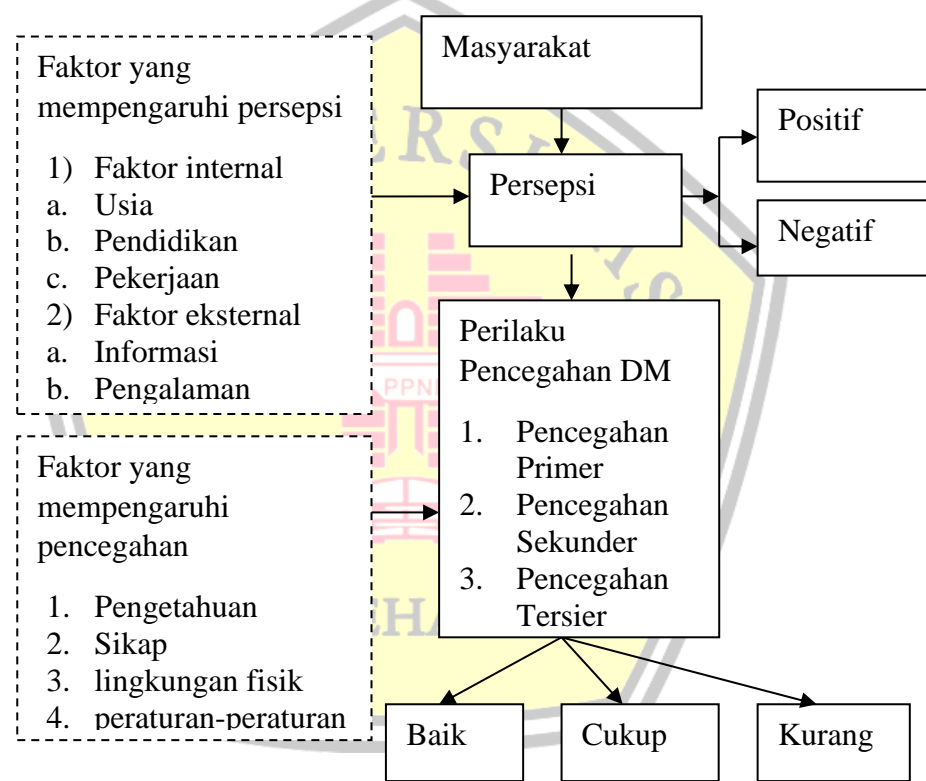 Masyarakat
Faktor yang
mempengaruhi persepsi
1) Faktor internal
a. Usia
b. Pendidikan
c. Pekerjaan
2) Faktor eksternal
a. Informasi
b. Pengalaman
Persepsi
Positif
Negatif
Perilaku
Pencegahan DM
1. Pencegahan
Primer
2. Pencegahan
Sekunder
3. Pencegahan
Tersier
Faktor yang
mempengaruhi
pencegahan
1. Pengetahuan
2. Sikap
3. lingkungan fisik
4. peraturan-peraturan
Baik
Cukup
Kurang
PPNI